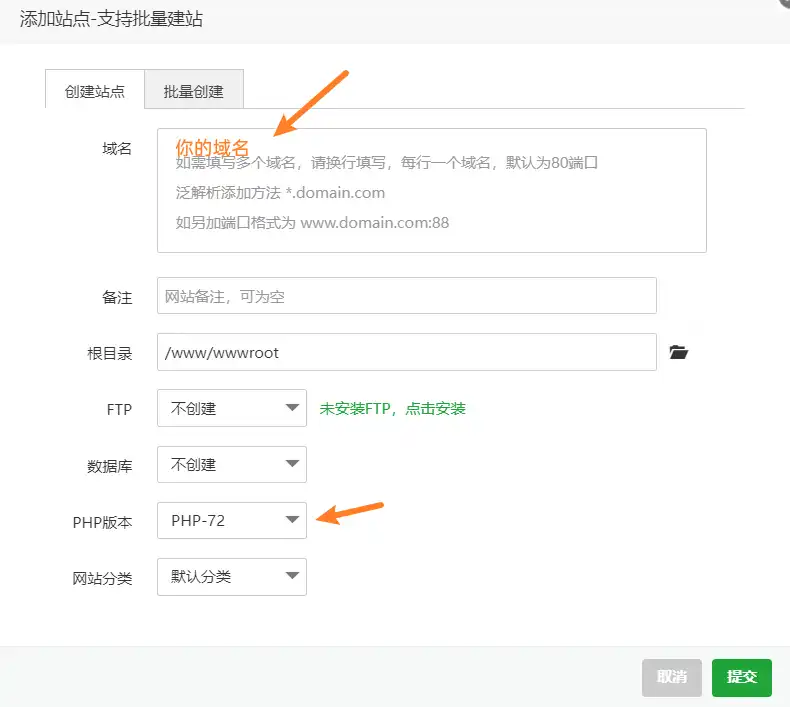 添加站点-支持批量建站
创建站点
批量创建
域名
你的域名
如需填写多个域名，请换行填写，每行一个域名，默认为80端口
泛解析添加方法 *.domain.com
如另加端口格式为 www.domain.com:88
备注
网站备注，可为空
根目录
/www/wwwroot
FTP
不创建
未安装FTP，点击安装
数据库
不创建
PHP版本
PHP-72
网站分类
默认分类
取消
提交